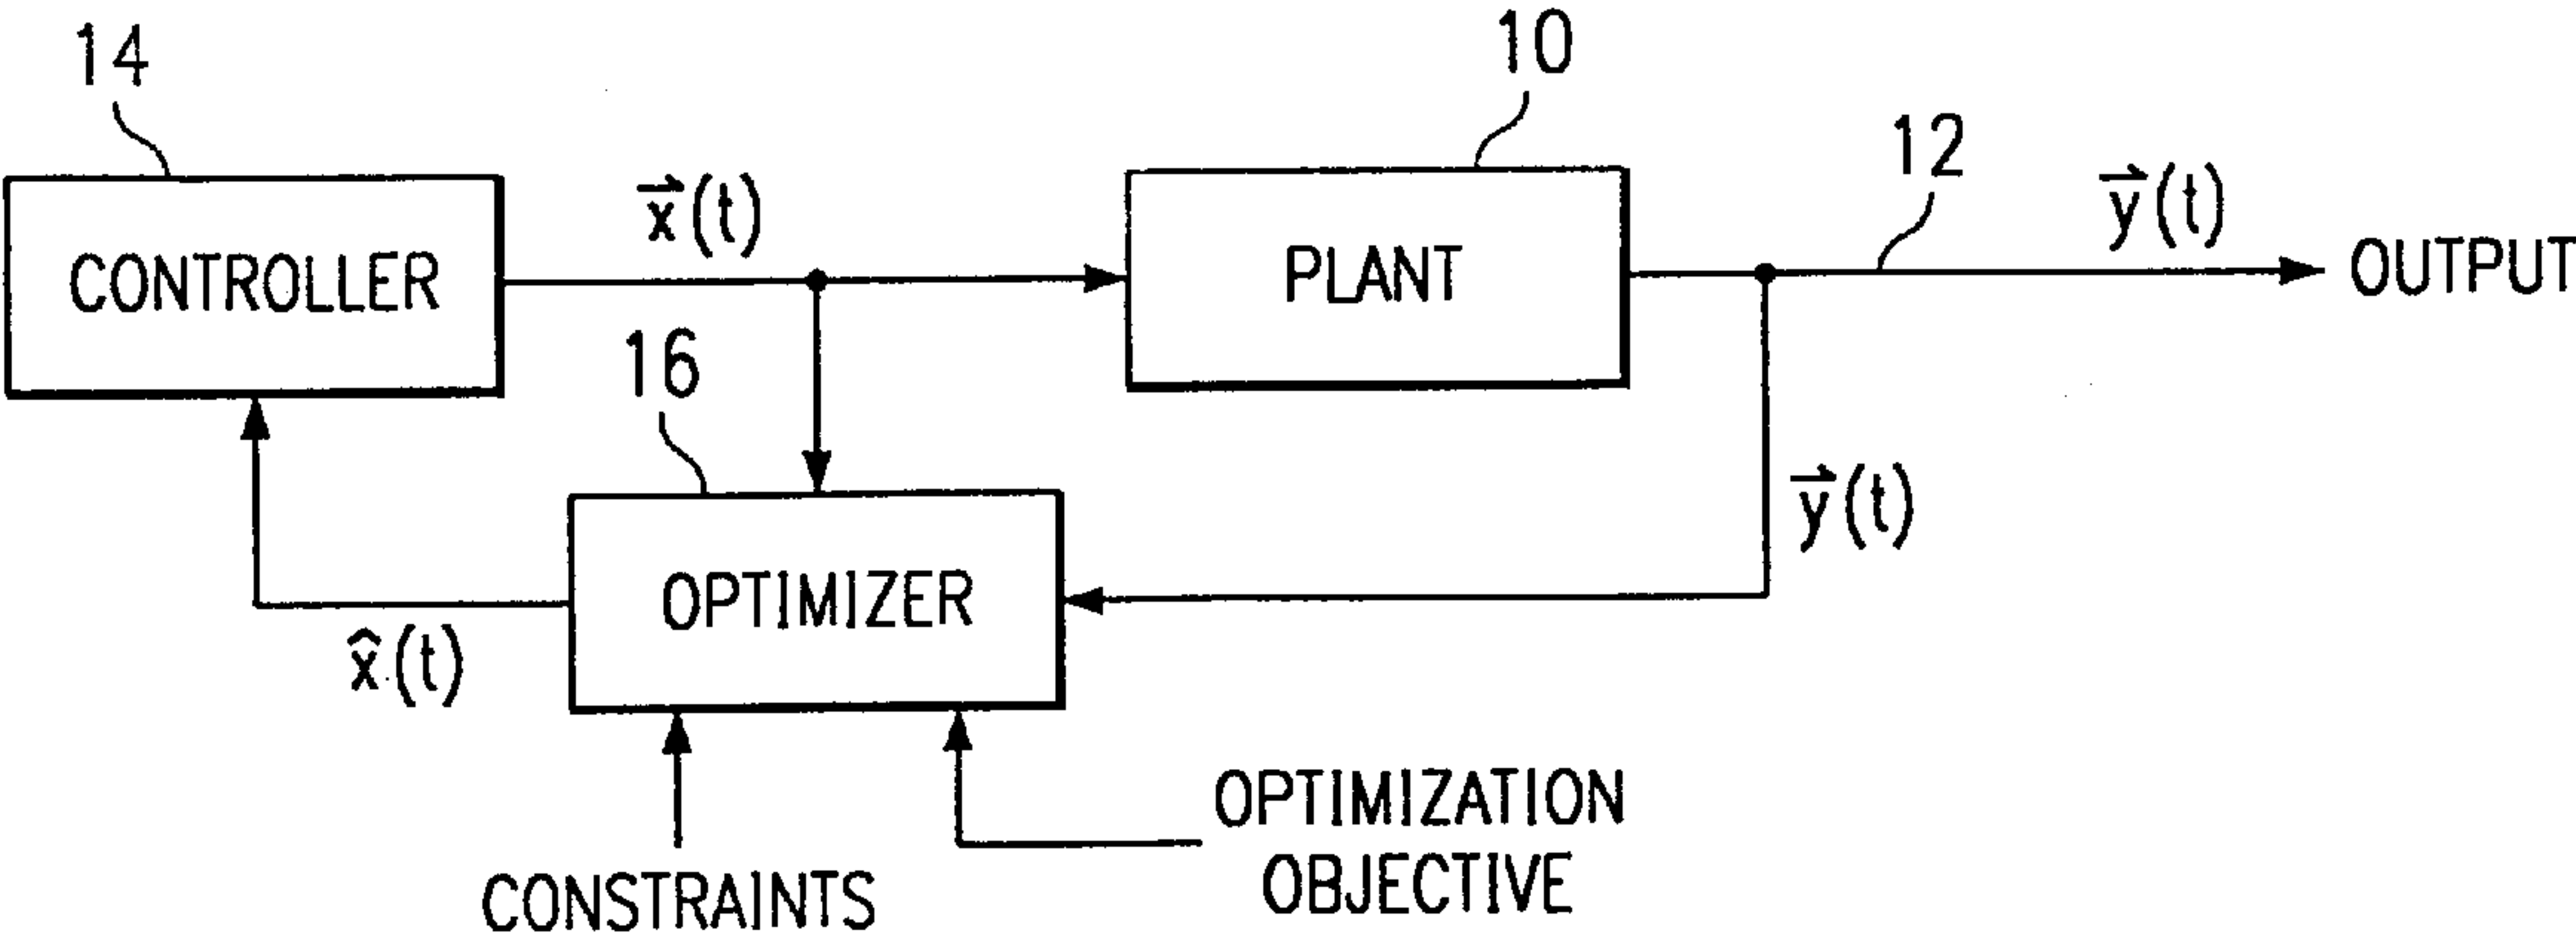 14
10
12
x⃗(t)
y⃗(t)
CONTROLLER
PLANT
OUTPUT
16
y⃗(t)
OPTIMIZER
x̂(t)
OPTIMIZATION
OBJECTIVE
CONSTRAINTS